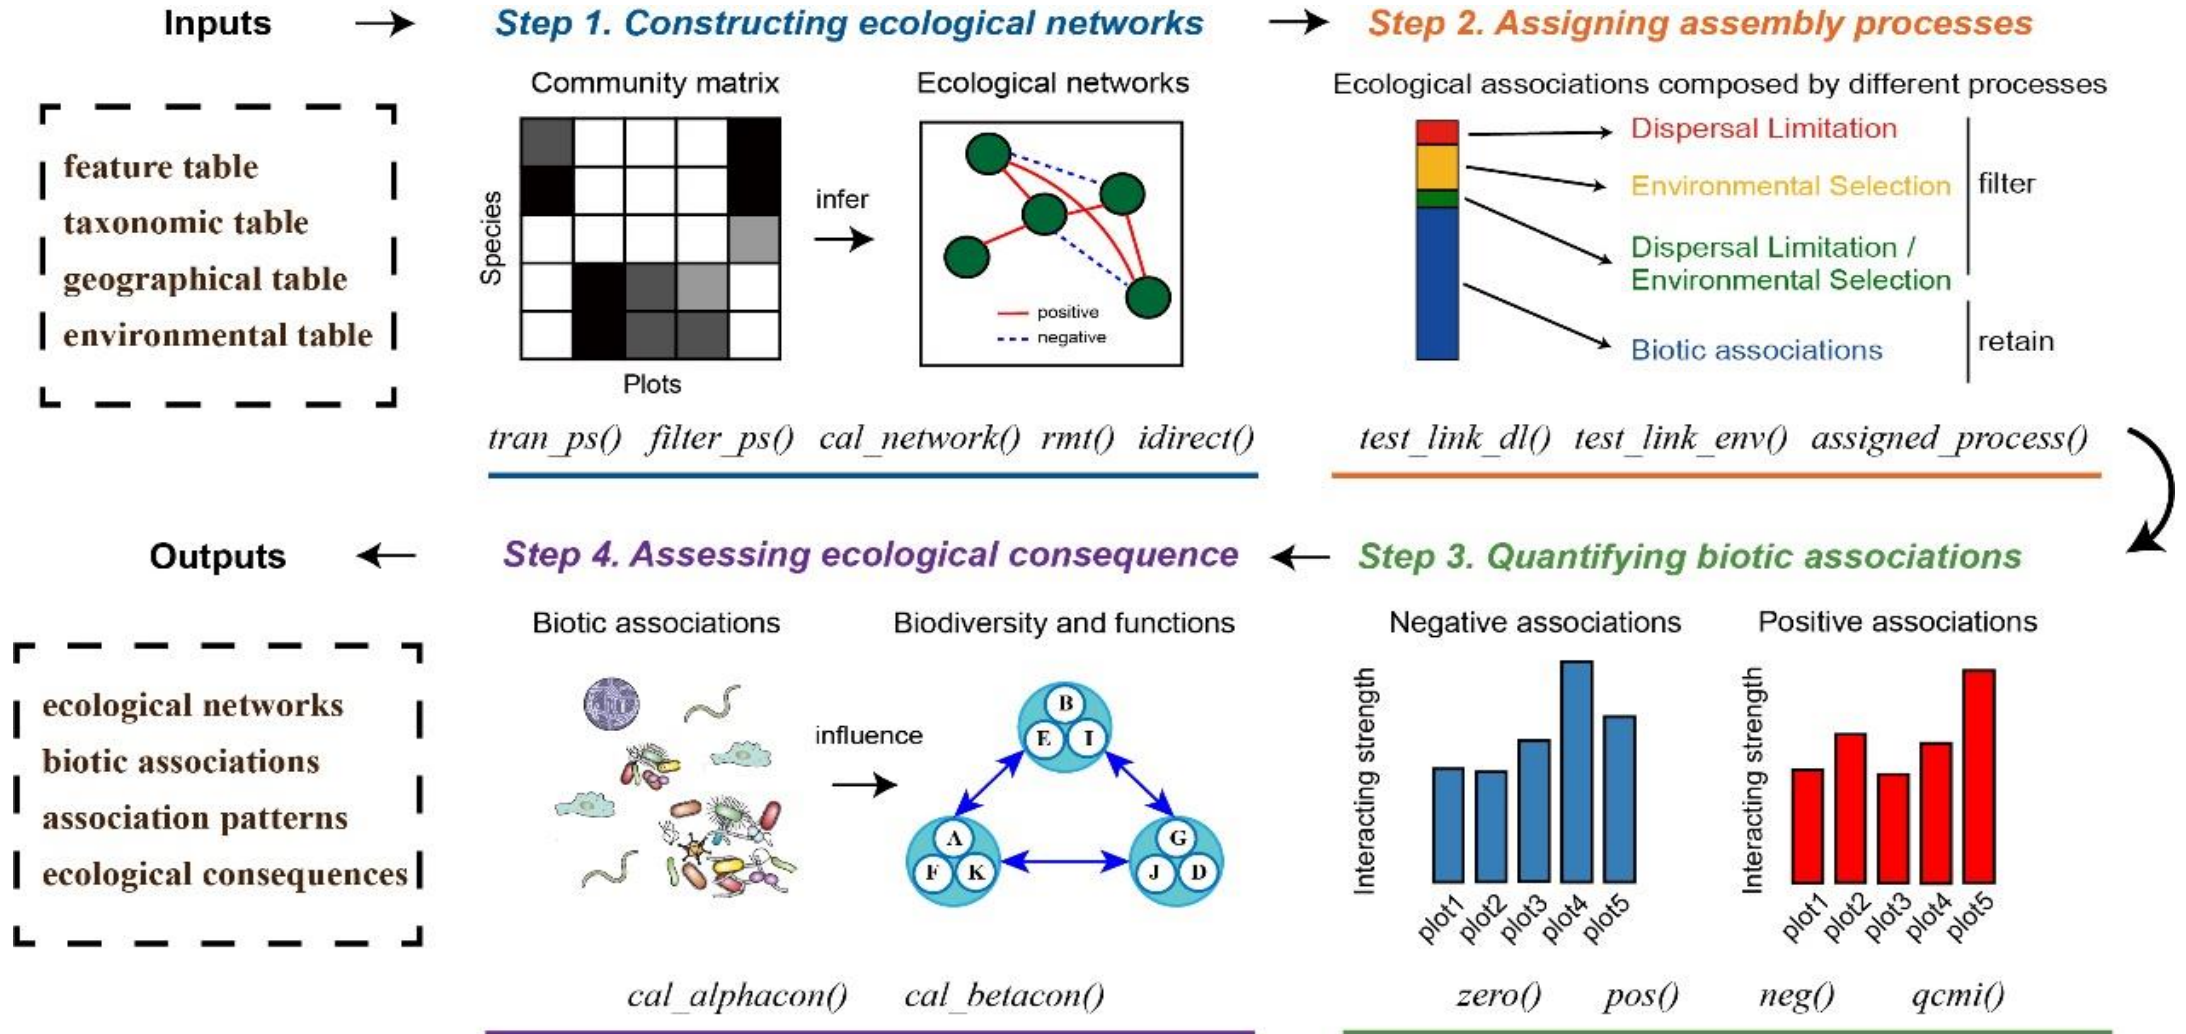 Inputs
Step 1. Constructing ecological networks
Step 2. Assigning assembly processes
feature table
taxonomic table
geographical table
environmental table
Community matrix
Species
Plots
infer
Ecological networks
positive
negative
tran_ps() filter_ps() cal_network() rmt() idirect()
Ecological associations composed by different processes
Dispersal Limitation
Environmental Selection
Dispersal Limitation /
Environmental Selection
filter
Biotic associations
retain
test_link_dl() test_link_env() assigned_process()
Outputs
Step 4. Assessing ecological consequence
Step 3. Quantifying biotic associations
ecological networks
biotic associations
association patterns
ecological consequences
Biotic associations
influence
Biodiversity and functions
B
E I
A
F K
G
J D
cal_alphacon() cal_betacon()
Negative associations
Interacting strength
plot1 plot2 plot3 plot4 plot5
Positive associations
Interacting strength
plot1 plot2 plot3 plot4 plot5
zero() pos() neg() qcmi()